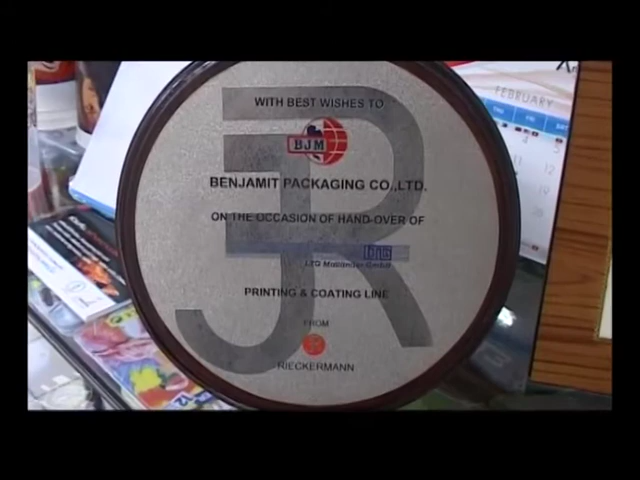 WITH BEST WISHES TO
BJM
BENJAMIT PACKAGING CO.,LTD.
ON THE OCCASION OF HAND-OVER OF
PRINTING & COATING LINE
FROM
RIECKERMANN
FEBRUARY